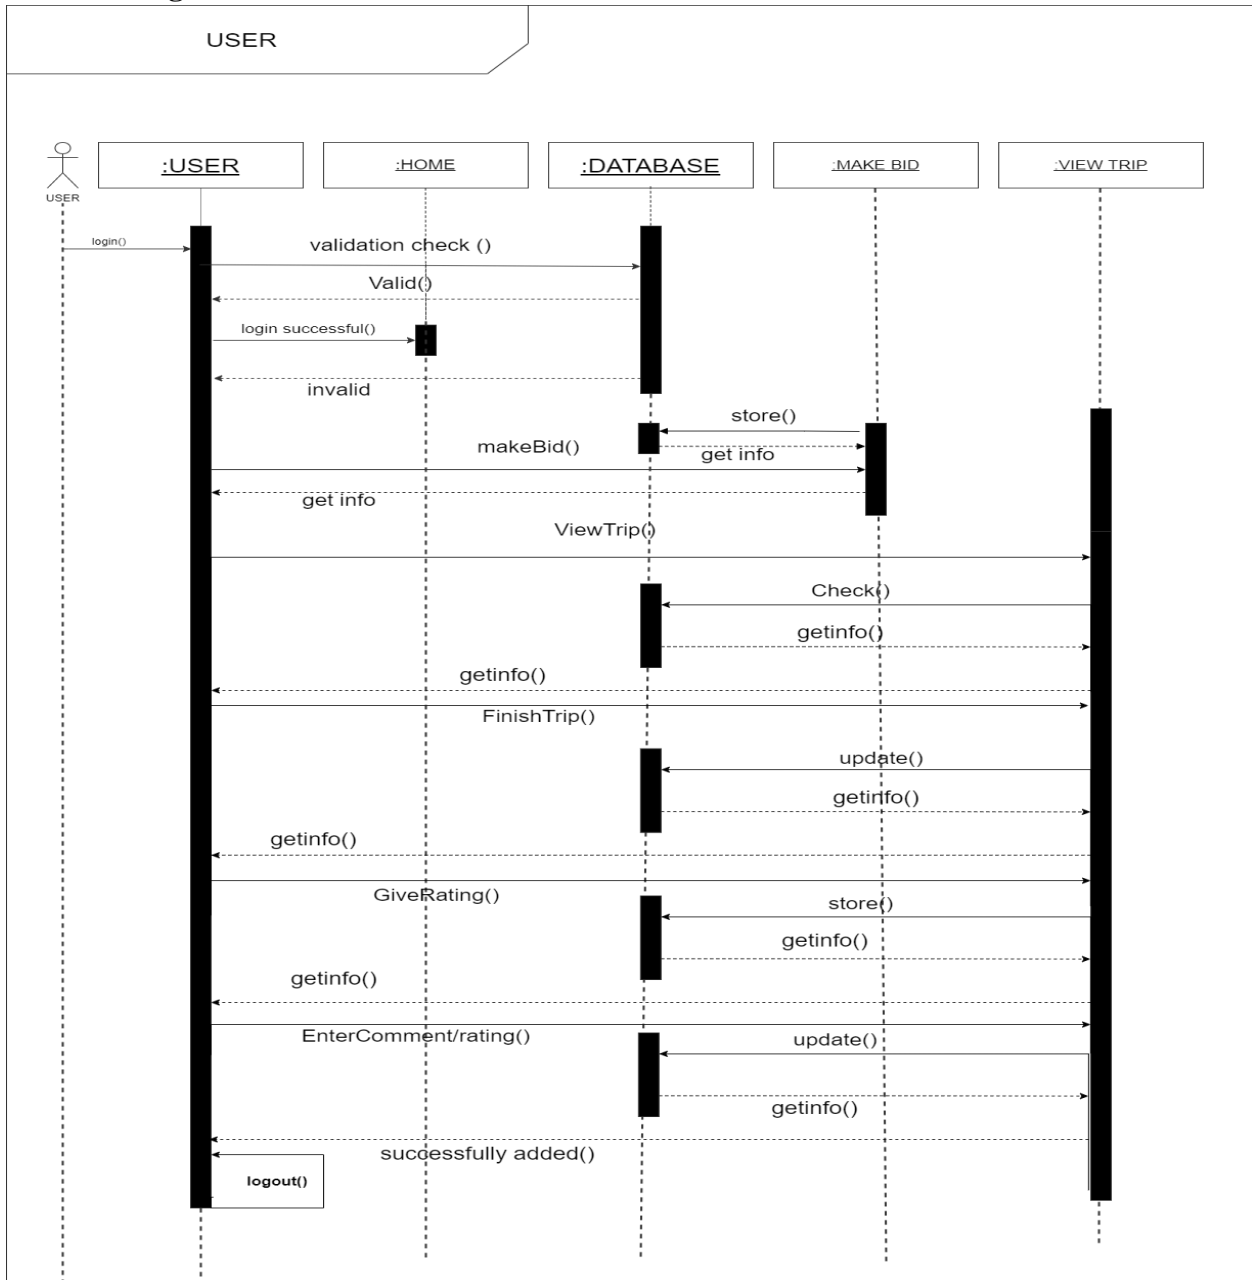 USER
:USER
:HOME
:DATABASE
:MAKE BID
:VIEW TRIP
USER
login()
validation check ()
Valid()
login successful()
invalid
store()
makeBid()
get info
get info
ViewTrip()
Check()
getinfo()
getinfo()
FinishTrip()
update()
getinfo()
getinfo()
GiveRating()
store()
getinfo()
getinfo()
EnterComment/rating()
update()
getinfo()
successfully added()
logout()